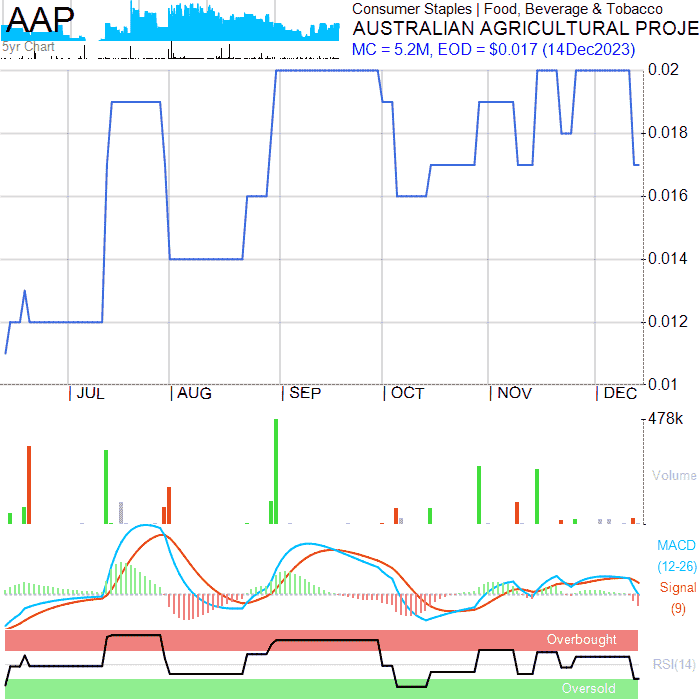 AAP
5yr Chart
Consumer Staples | Food, Beverage & Tobacco
AUSTRALIAN AGRICULTURAL PROJE
MC = 5.2M, EOD = $0.017 (14Dec2023)
0.02
0.018
0.016
0.014
0.012
0.01
JUL AUG SEP OCT NOV DEC
478k
Volume
MACD
(12-26)
Signal
(9)
Overbought
RSI(14)
Oversold